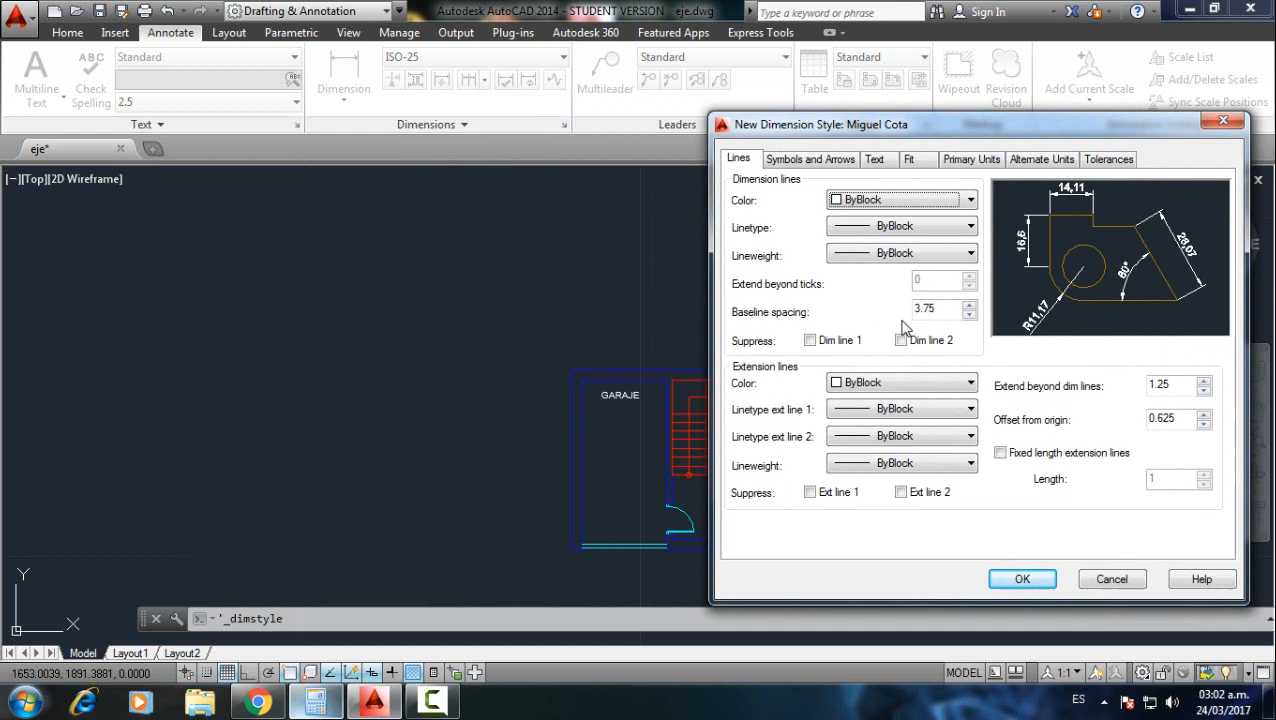 Drafting & Annotation
Autodesk AutoCAD 2014 - STUDENT VERSION eje.dwg
Type a keyword or phrase
Sign In
Home Insert Annotate Layout Parametric View Manage Output Plug-ins Autodesk 360 Featured Apps Express Tools
Multiline Text
ABC
Check Spelling
Standard
2.5
Text
Dimension
ISO-25
Dimensions
Multileader
Standard
Leaders
Table
Standard
Wipeout
Revision Cloud
Add Current Scale
Scale List
Add/Delete Scales
Sync Scale Positions
eje*
[−][Top][2D Wireframe]
GARAJE
Y
X
New Dimension Style: Miguel Cota
Lines Symbols and Arrows Text Fit Primary Units Alternate Units Tolerances
Dimension lines
Color: ByBlock
Linetype: ByBlock
Lineweight: ByBlock
Extend beyond ticks: 0
Baseline spacing: 3.75
Suppress: Dim line 1 Dim line 2
14,11
16,6
28,07
80°
R11,17
Extension lines
Color: ByBlock
Linetype ext line 1: ByBlock
Linetype ext line 2: ByBlock
Lineweight: ByBlock
Suppress: Ext line 1 Ext line 2
Extend beyond dim lines: 1.25
Offset from origin: 0.625
Fixed length extension lines
Length: 1
OK Cancel Help
'_dimstyle
Model Layout1 Layout2
1653.0039, 1891.3881, 0.0000
MODEL
1:1
ES
03:02 a.m.
24/03/2017